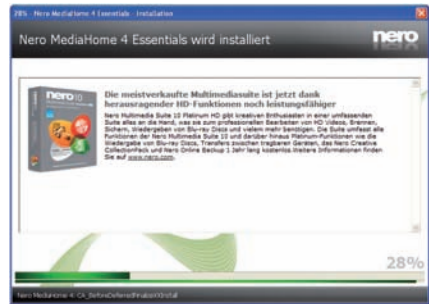 28% - Nero MediaHome 4 Essentials - Installation
Nero MediaHome 4 Essentials wird installiert
nero
nero 10
Die meistverkaufte Multimediasuite ist jetzt dank
herausragender HD-Funktionen noch leistungsfähiger
Nero Multimedia Suite 10 Platinum HD gibt kreativen Enthusiasten in einer umfassenden
Suite alles an die Hand, was sie zum professionellen Bearbeiten von HD Videos, Brennen,
Sichern, Wiedergeben von Blu-ray Discs und vielem mehr benötigen. Die Suite umfasst alle
Funktionen der Nero Multimedia Suite 10 und darüber hinaus Platinum-Funktionen wie die
Wiedergabe von Blu-ray Discs, Transfers zwischen tragbaren Geräten, das Nero Creative
CollectionPack und Nero Online Backup 1 Jahr lang kostenlos.Weitere Informationen finden
Sie auf www.nero.com.
28%